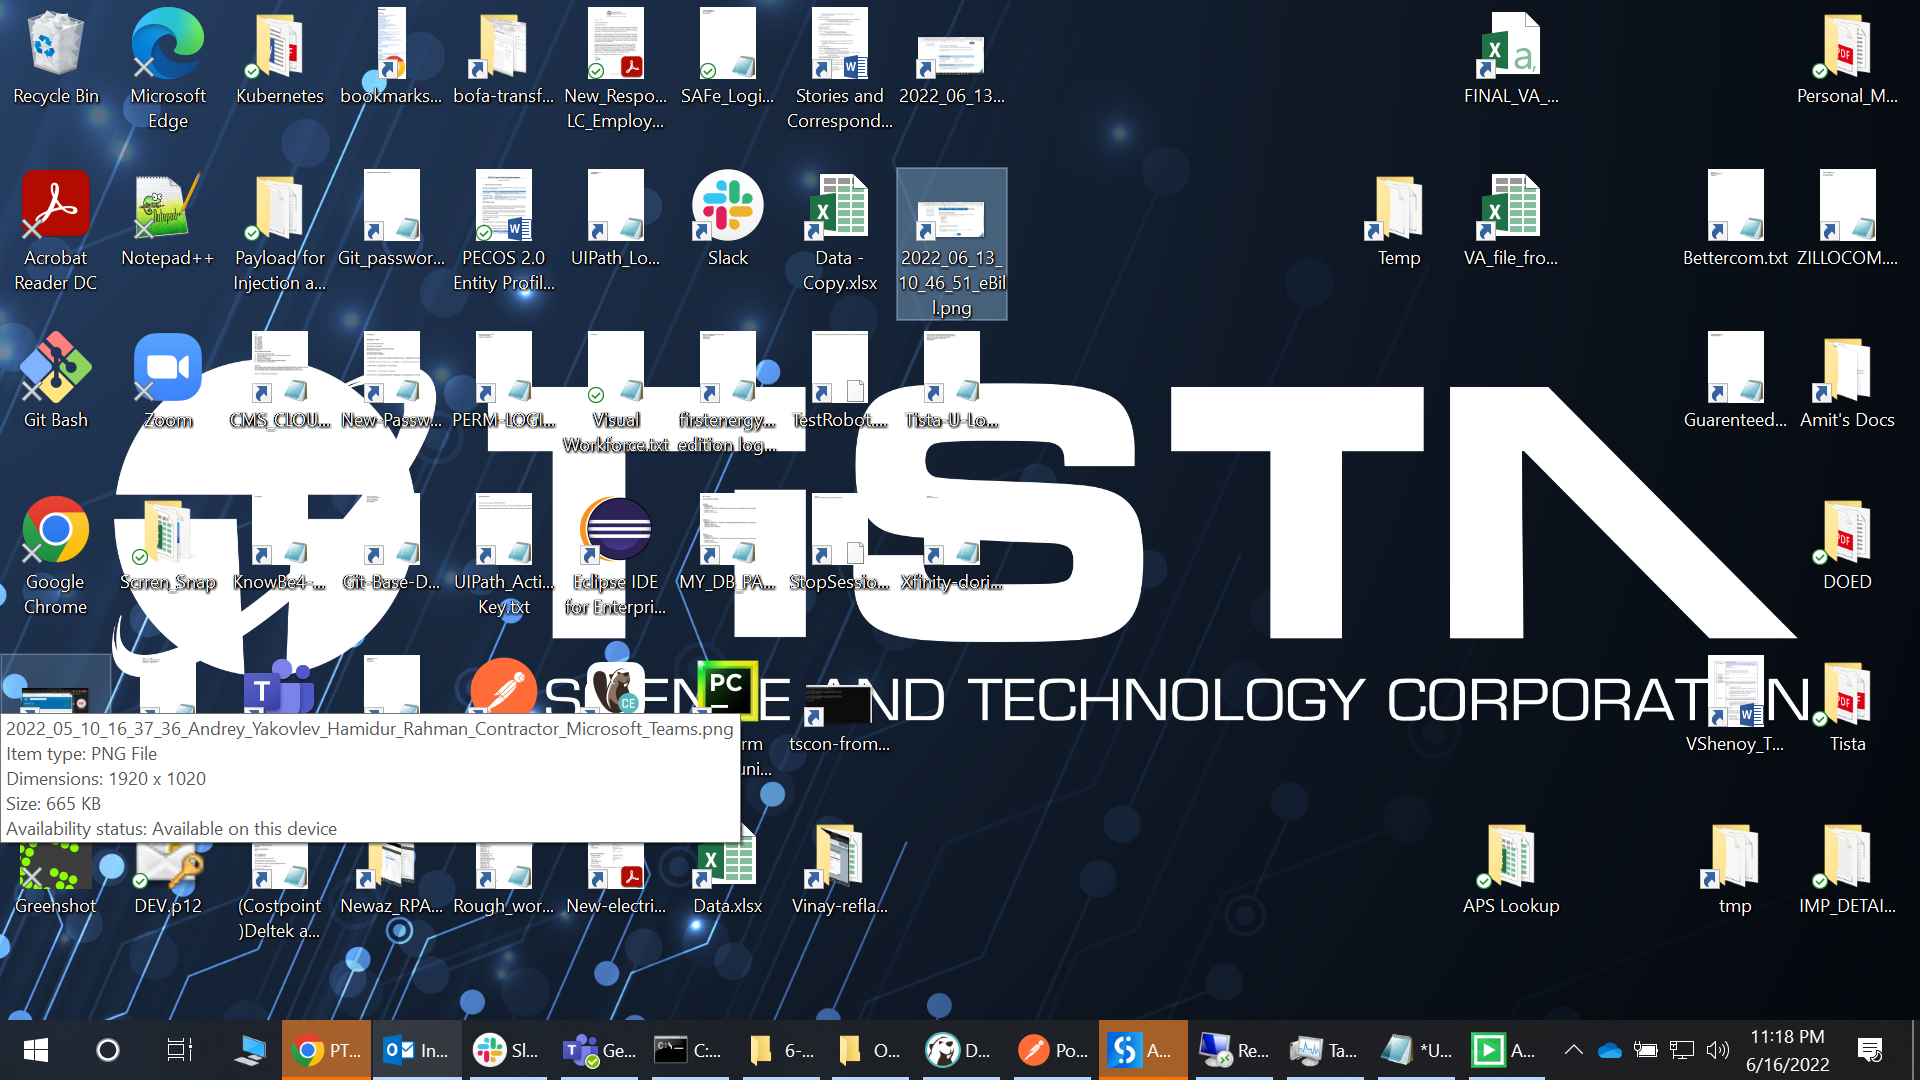 Recycle Bin
Microsoft
Edge
Kubernetes
bookmarks...
bofa-transf...
New_Respo...
LC_Employ...
SAFe_Logi...
Stories and
Correspond...
2022_06_13...
FINAL_VA_...
Personal_M...
Acrobat
Reader DC
Notepad++
Payload for
Injection a...
Git_passwor...
PECOS 2.0
Entity Profil...
UIPath_Lo...
Slack
Data -
Copy.xlsx
2022_06_13_
10_46_51_eBil
l.png
Temp
VA_file_fro...
Bettercom.txt
ZILLOCOM....
Git Bash
Zoom
CMS_CLOU...
New-Passw...
PERM-LOGI...
Visual
Workforce.txt
firstenergy...
edition log...
TestRobot....
Tista-U-Lo...
Guarenteed...
Amit's Docs
TiSTA
Google
Chrome
Scrren_Snap
KnowBe4-...
Git-Base-D...
UIPath_Acti...
Key.txt
Eclipse IDE
for Enterpri...
MY_DB_PA...
StopSessio...
Xfinity-dori...
DOED
SCIENCE AND TECHNOLOGY CORPORATION
T
CE
PC
tscon-from...
VShenoy_T...
Tista
2022_05_10_16_37_36_Andrey_Yakovlev_Hamidur_Rahman_Contractor_Microsoft_Teams.png
Item type: PNG File
Dimensions: 1920 x 1020
Size: 665 KB
Availability status: Available on this device
rm
uni...
Greenshot
DEV.p12
(Costpoint
)Deltek a...
Newaz_RPA...
Rough_wor...
New-electri...
Data.xlsx
Vinay-refla...
APS Lookup
tmp
IMP_DETAI...
PT...
In...
Sl...
Ge...
C:...
6-...
O...
D...
Po...
A...
Re...
Ta...
*U...
A...
11:18 PM
6/16/2022